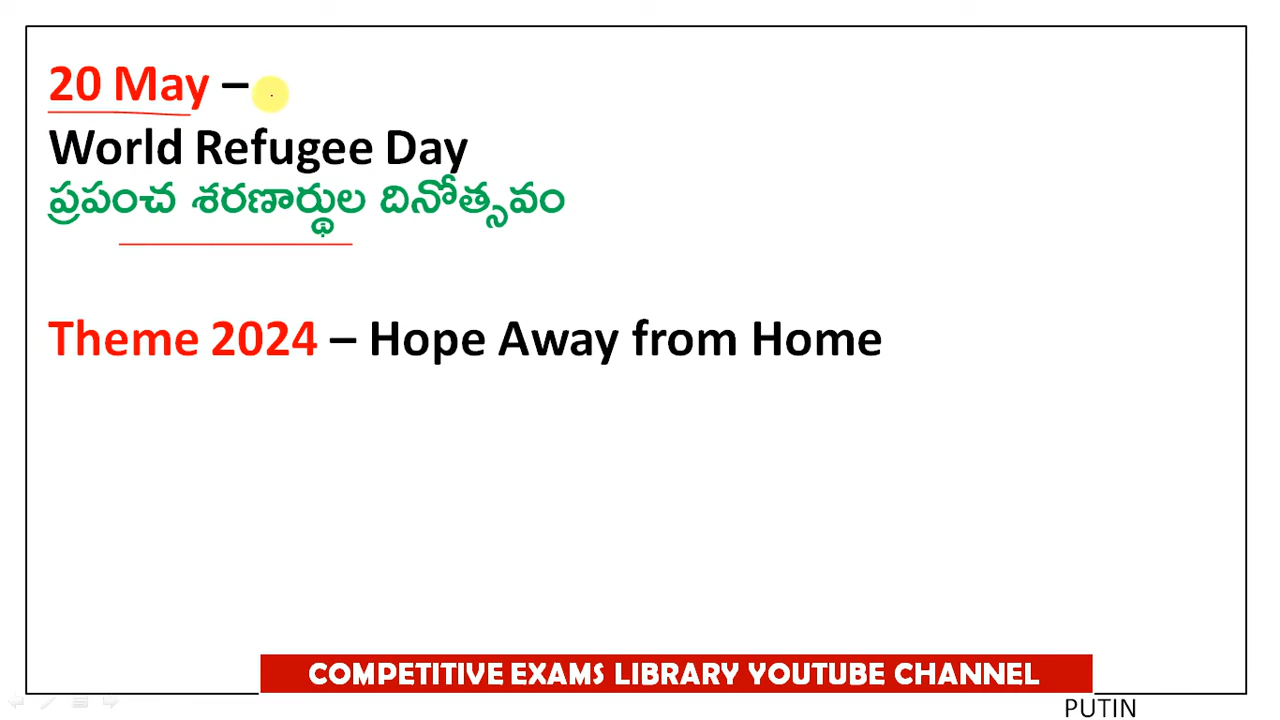 20 May –
World Refugee Day
ప్రపంచ శరణార్థుల దినోత్సవం
Theme 2024 – Hope Away from Home
COMPETITIVE EXAMS LIBRARY YOUTUBE CHANNEL
PUTIN